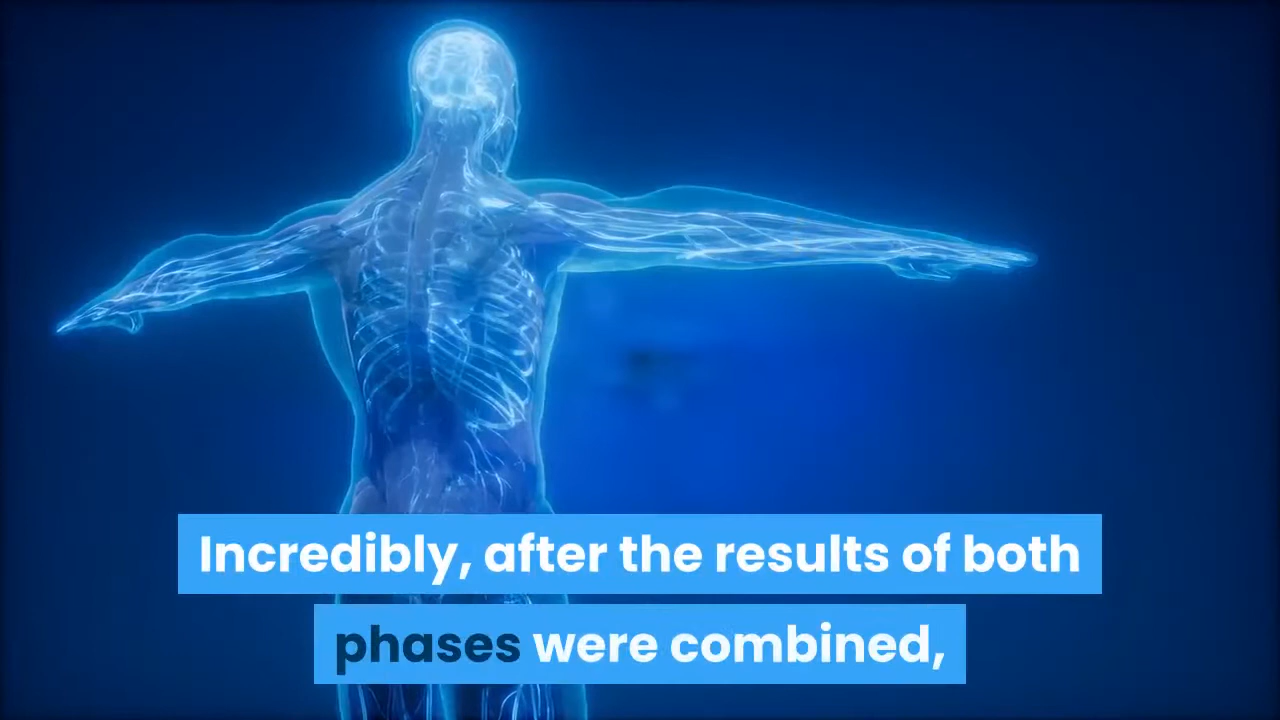 Incredibly, after the results of both
phases were combined,